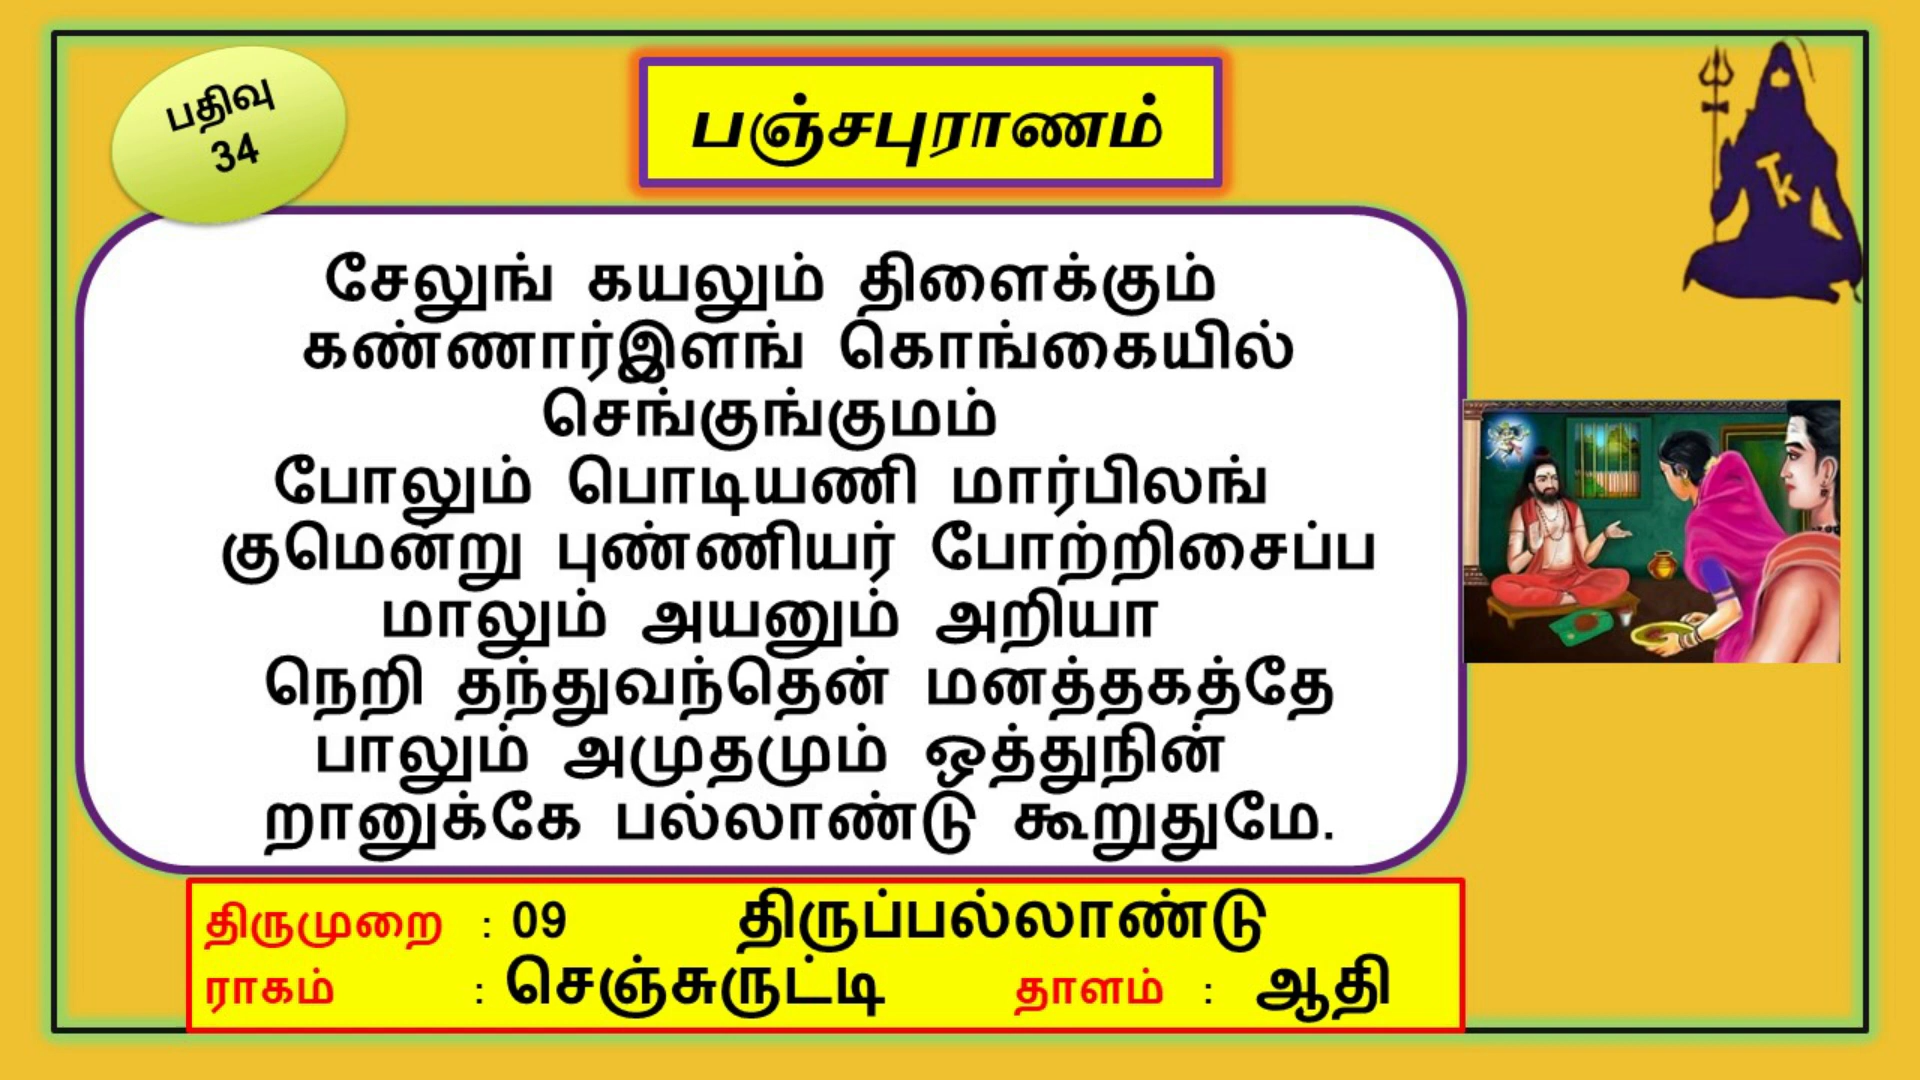 பதிவு
34
பஞ்சபுராணம்
TK
சேலுங் கயலும் திளைக்கும்
கண்ணார்இளங் கொங்கையில்
செங்குங்குமம்
போலும் பொடியணி மார்பிலங்
குமென்று புண்ணியர் போற்றிசைப்ப
மாலும் அயனும் அறியா
நெறி தந்துவந்தென் மனத்தகத்தே
பாலும் அமுதமும் ஒத்துநின்
றானுக்கே பல்லாண்டு கூறுதுமே.
திருமுறை : 09 திருப்பல்லாண்டு
ராகம் : செஞ்சுருட்டி தாளம் : ஆதி